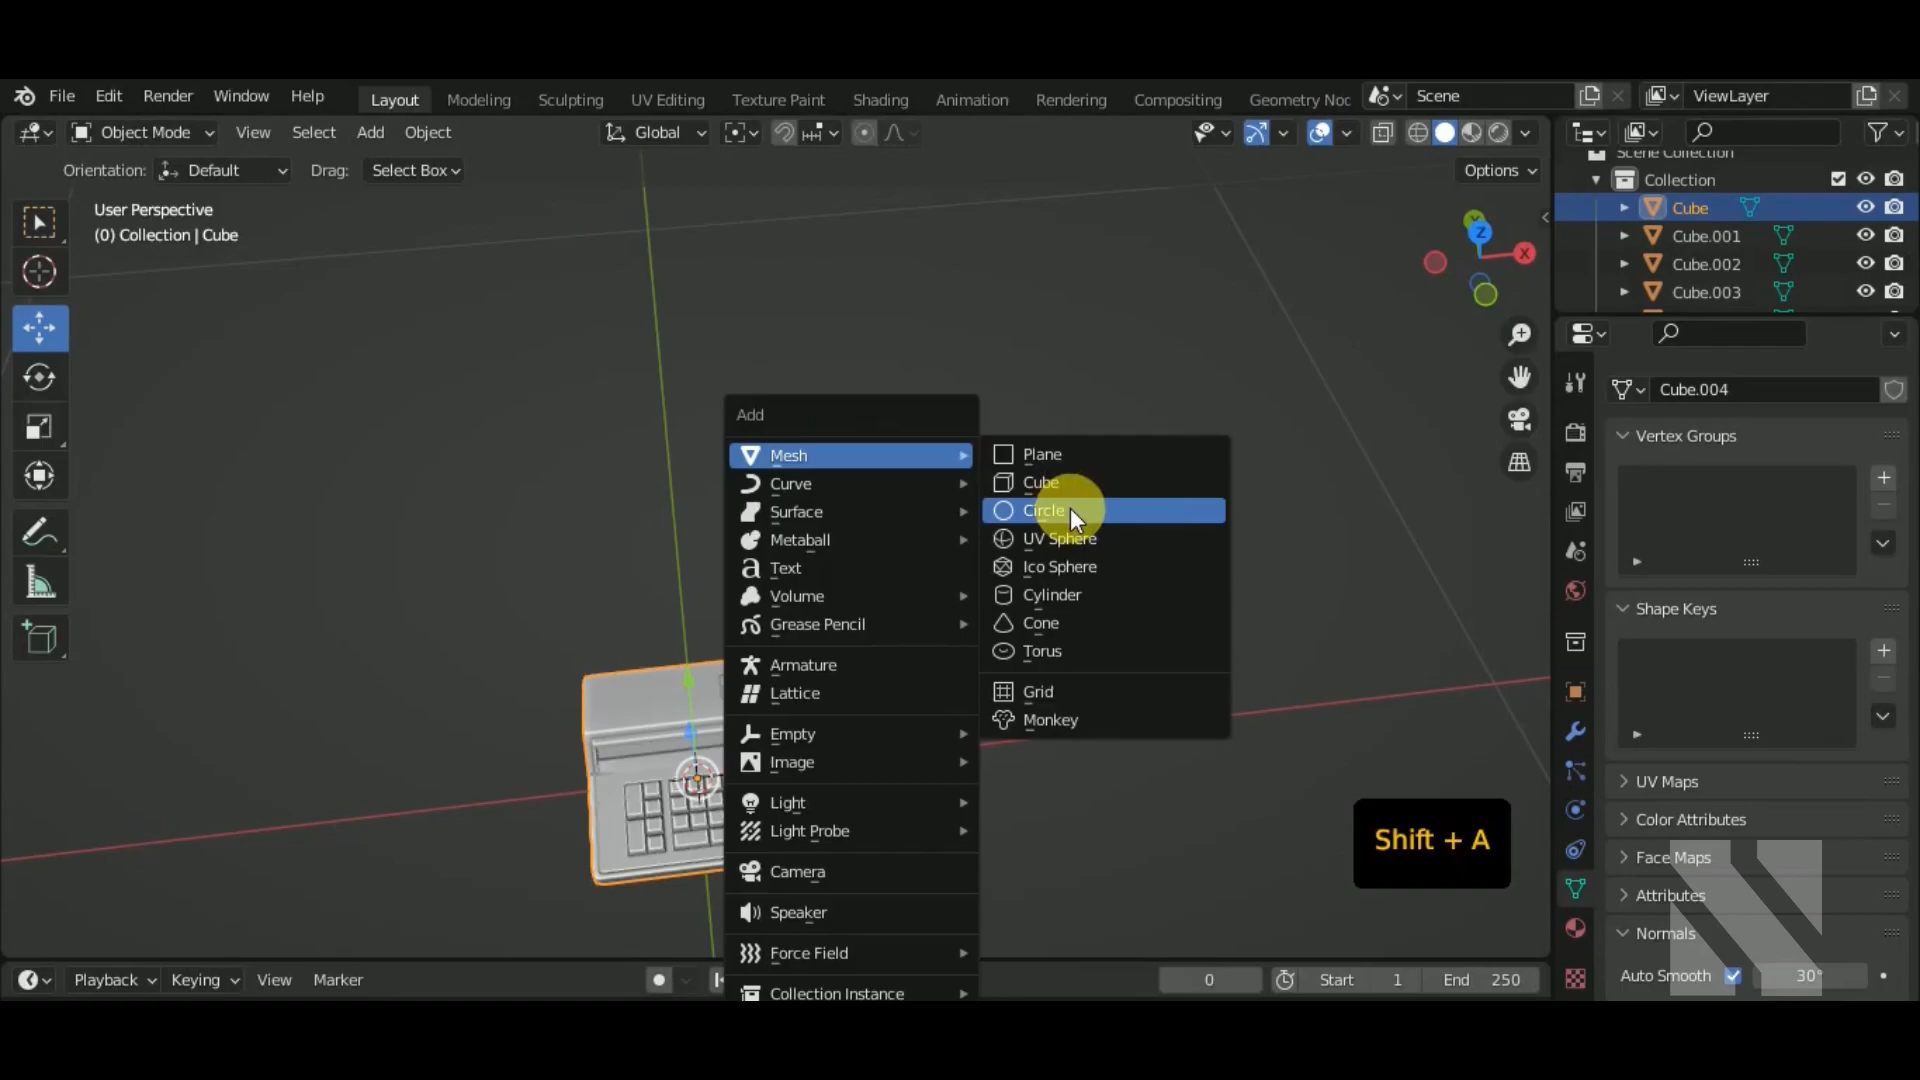 File Edit Render Window Help Layout Modeling Sculpting UV Editing Texture Paint Shading Animation Rendering Compositing Geometry Noc Scene ViewLayer
Object Mode View Select Add Object Global
Orientation: Default Drag: Select Box Options
User Perspective
(0) Collection | Cube
Scene Collection
Collection
Cube
Cube.001
Cube.002
Cube.003
Z
X
Add
Mesh
Curve
Surface
Metaball
Text
Volume
Grease Pencil
Armature
Lattice
Empty
Image
Light
Light Probe
Camera
Speaker
Force Field
Collection Instance
Plane
Cube
Circle
UV Sphere
Ico Sphere
Cylinder
Cone
Torus
Grid
Monkey
Shift + A
Cube.004
Vertex Groups
Shape Keys
UV Maps
Color Attributes
Face Maps
Attributes
Normals
Auto Smooth 30°
Playback Keying View Marker 0 Start 1 End 250